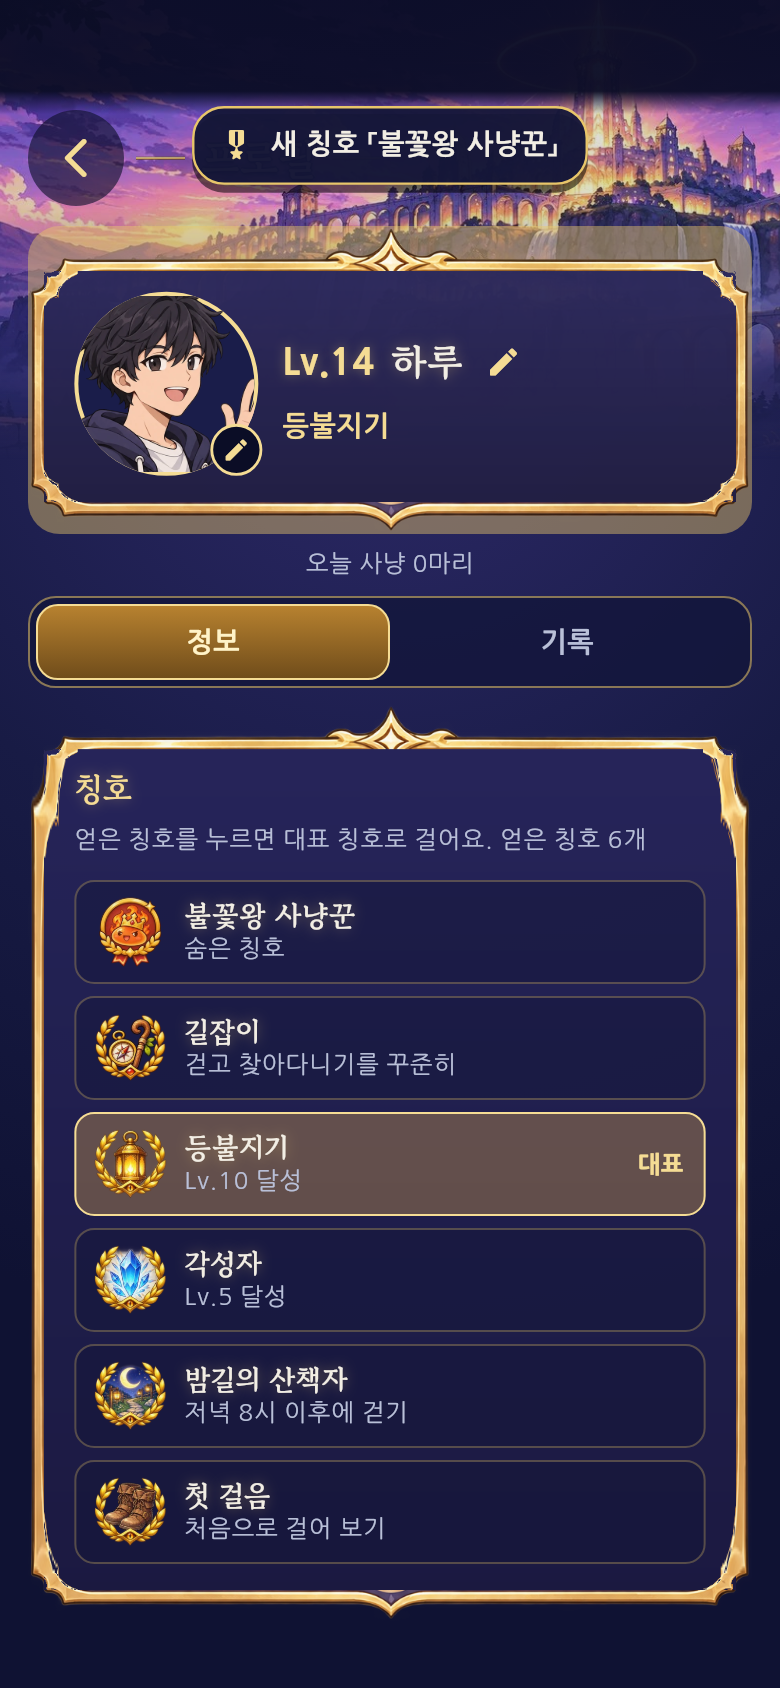 새 칭호 「불꽃왕 사냥꾼」
Lv.14 하루
등불지기
오늘 사냥 0마리
정보
기록
칭호
얻은 칭호를 누르면 대표 칭호로 걸어요. 얻은 칭호 6개
불꽃왕 사냥꾼
숨은 칭호
길잡이
걷고 찾아다니기를 꾸준히
등불지기
Lv.10 달성
대표
각성자
Lv.5 달성
밤길의 산책자
저녁 8시 이후에 걷기
첫 걸음
처음으로 걸어 보기